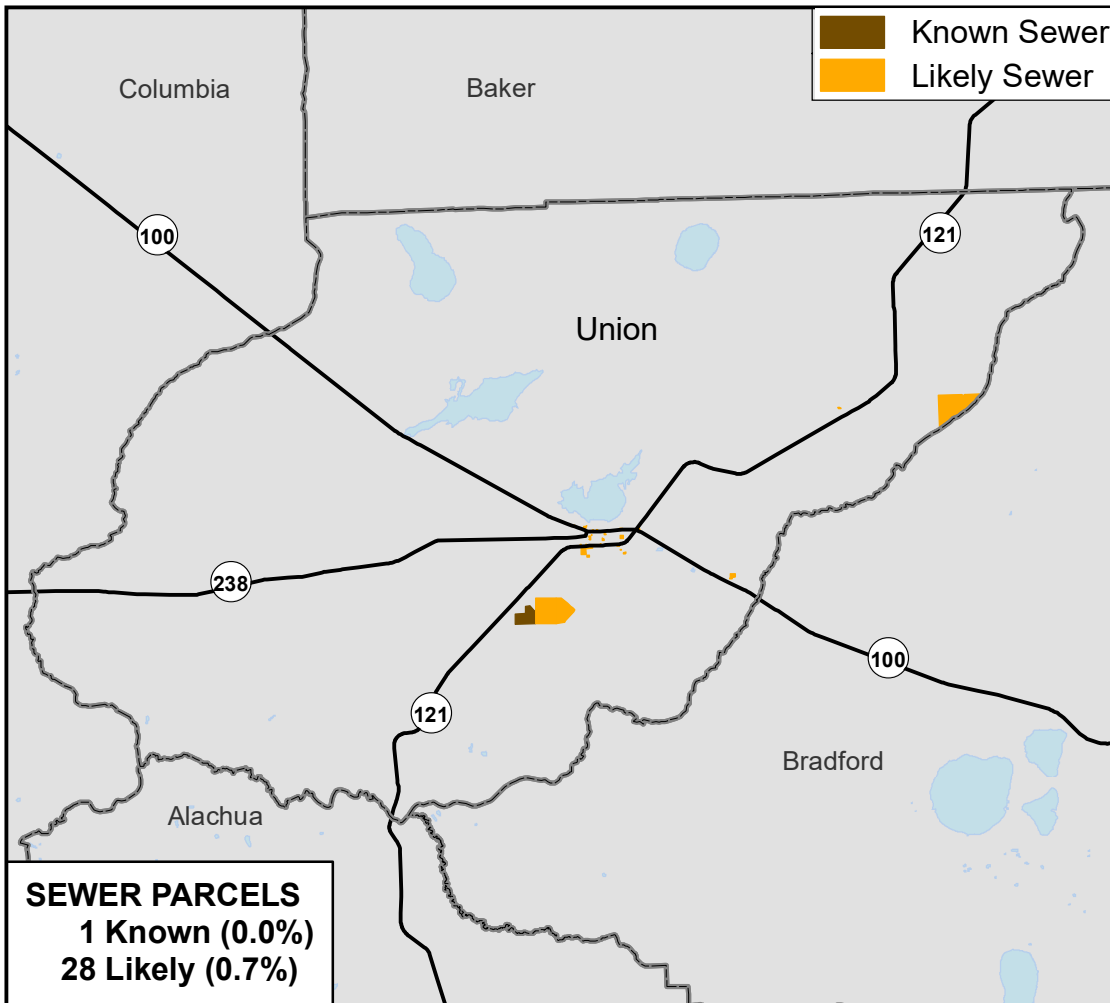 Known Sewer
Likely Sewer
Columbia
Baker
100
121
Union
238
100
121
Bradford
Alachua
SEWER PARCELS
1 Known (0.0%)
28 Likely (0.7%)